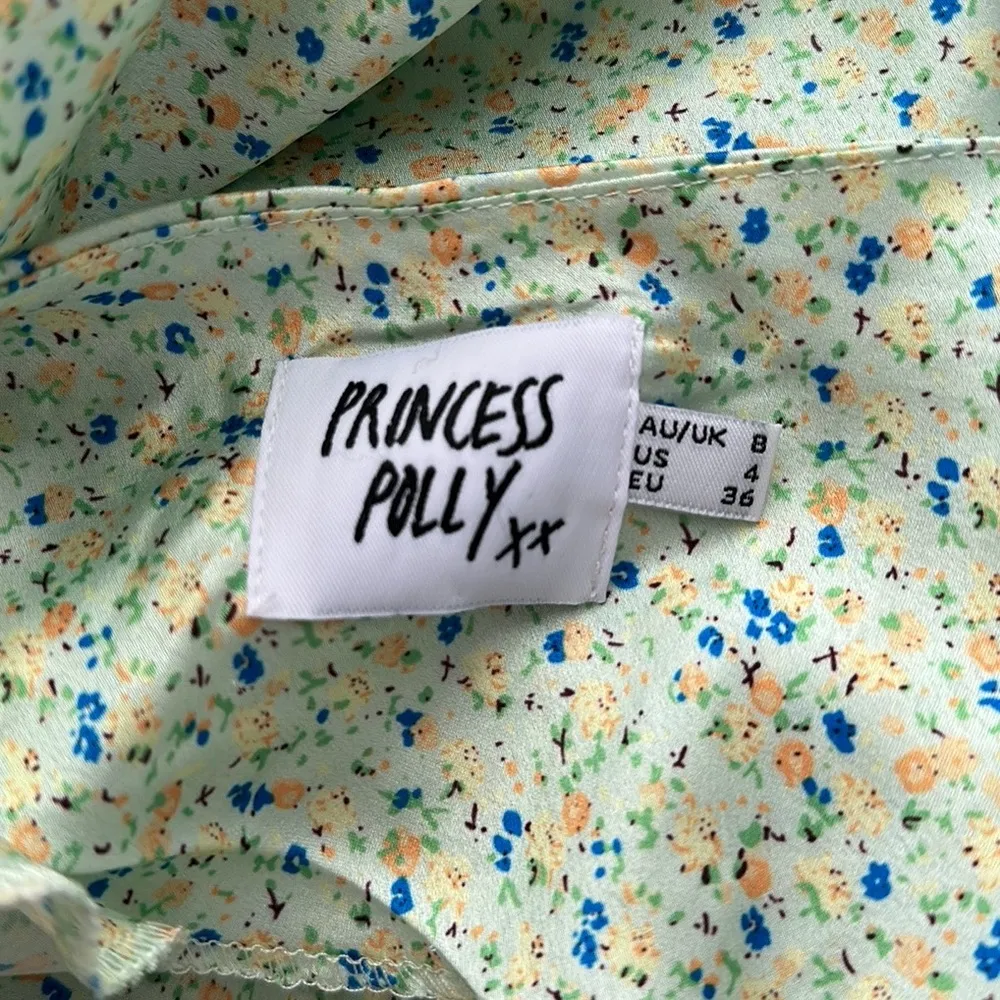 PRINCESS
POLLY xx
AU/UK 8
US 4
EU 36